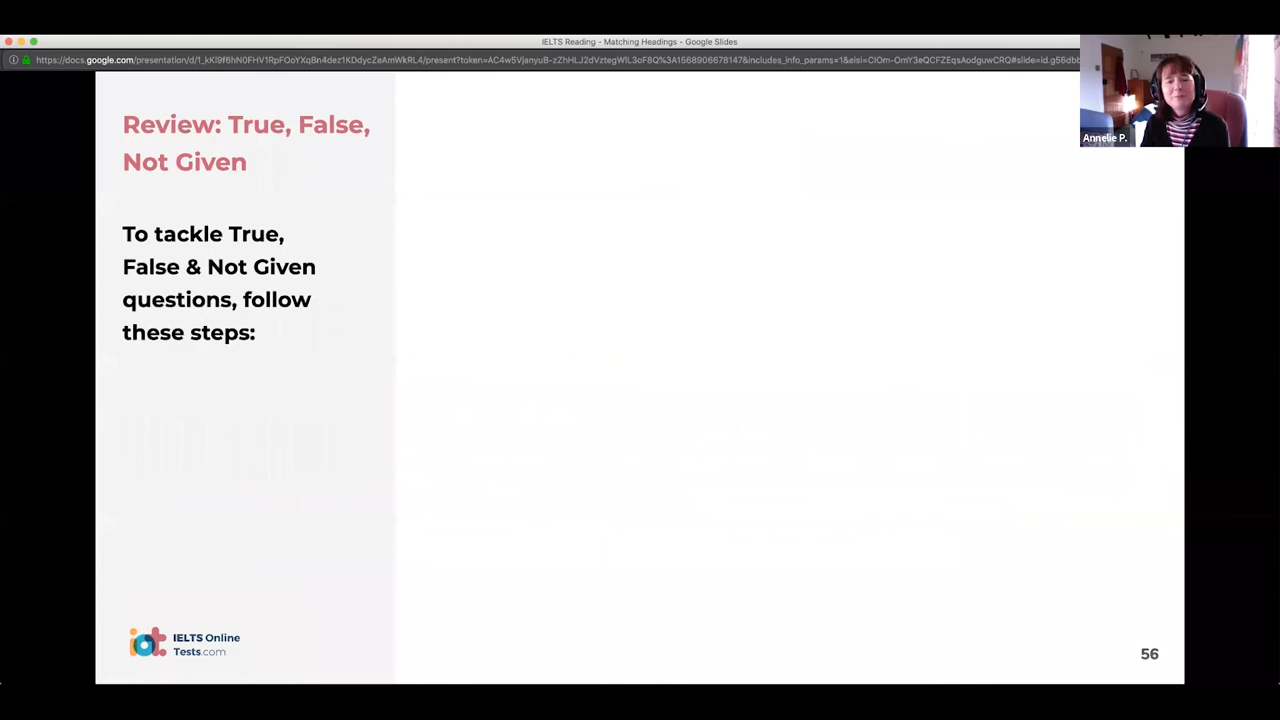 IELTS Reading - Matching Headings - Google Slides
Annelie P.
Review: True, False,
Not Given
To tackle True,
False & Not Given
questions, follow
these steps:
iot
IELTS Online
Tests.com
56